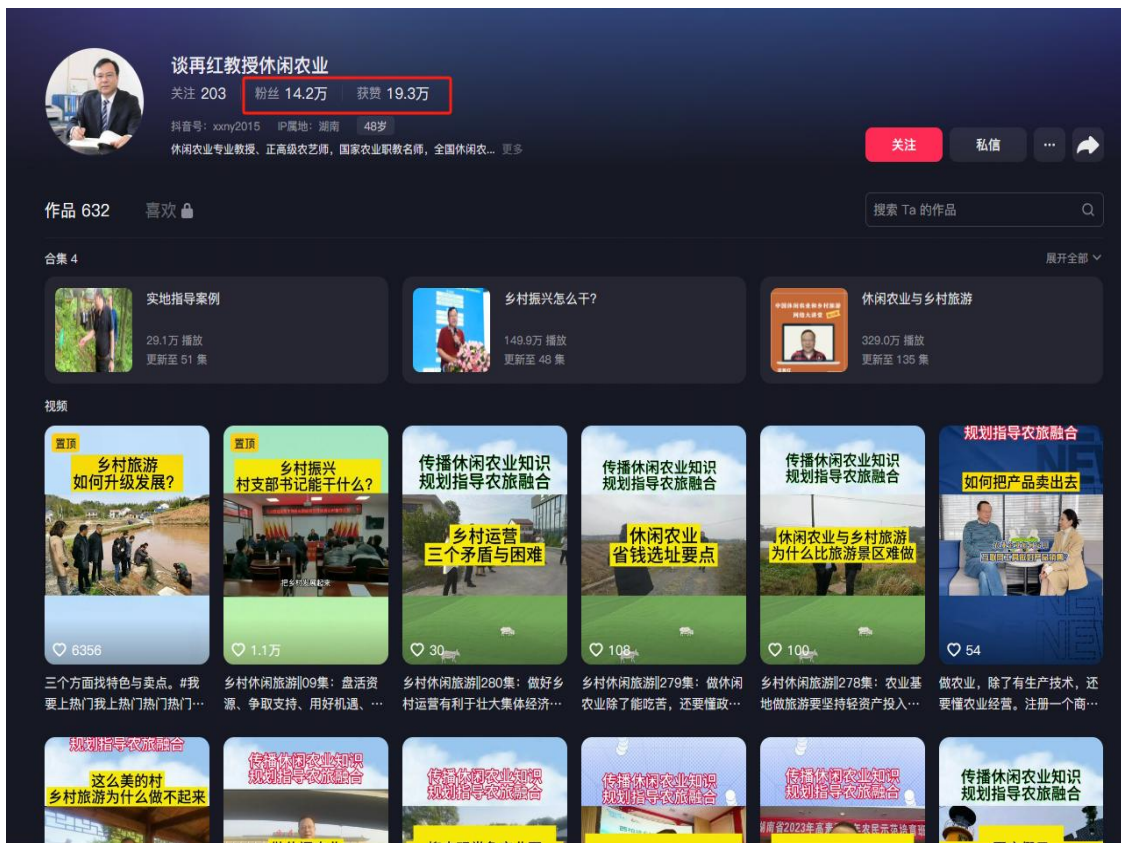 谈再红教授休闲农业
关注 203 粉丝 14.2万 获赞 19.3万
抖音号：xxny2015 IP属地：湖南 48岁
休闲农业专业教授、正高级农艺师，国家农业职教名师，全国休闲农... 更多
关注 私信 ...
作品 632 喜欢
搜索 Ta 的作品
合集 4
展开全部
实地指导案例
29.1万 播放
更新至 51 集
乡村振兴怎么干？
149.9万 播放
更新至 48 集
中国休闲农业和乡村旅游
网络大讲堂
休闲农业与乡村旅游
329.0万 播放
更新至 135 集
视频
置顶
乡村旅游
如何升级发展？
6356
三个方面找特色与卖点。#我
要上热门我上热门热门热门…
置顶
乡村振兴
村支部书记能干什么？
把乡村发展起来
1.1万
乡村休闲旅游||09集：盘活资
源、争取支持、用好机遇、…
传播休闲农业知识
规划指导农旅融合
乡村运营
三个矛盾与困难
30
乡村休闲旅游||280集：做好乡
村运营有利于壮大集体经济…
传播休闲农业知识
规划指导农旅融合
休闲农业
省钱选址要点
108
乡村休闲旅游||279集：做休闲
农业除了能吃苦，还要懂政…
传播休闲农业知识
规划指导农旅融合
休闲农业与乡村旅游
为什么比旅游景区难做
100
乡村休闲旅游||278集：农业基
地做旅游要坚持轻资产投入…
规划指导农旅融合
如何把产品卖出去
NEW
NEW
54
做农业，除了有生产技术，还
要懂农业经营。注册一个商…
规划指导农旅融合
这么美的村
乡村旅游为什么做不起来
传播休闲农业知识
规划指导农旅融合
传播休闲农业知识
规划指导农旅融合
传播休闲农业知识
规划指导农旅融合
传播休闲农业知识
规划指导农旅融合
传播休闲农业知识
规划指导农旅融合